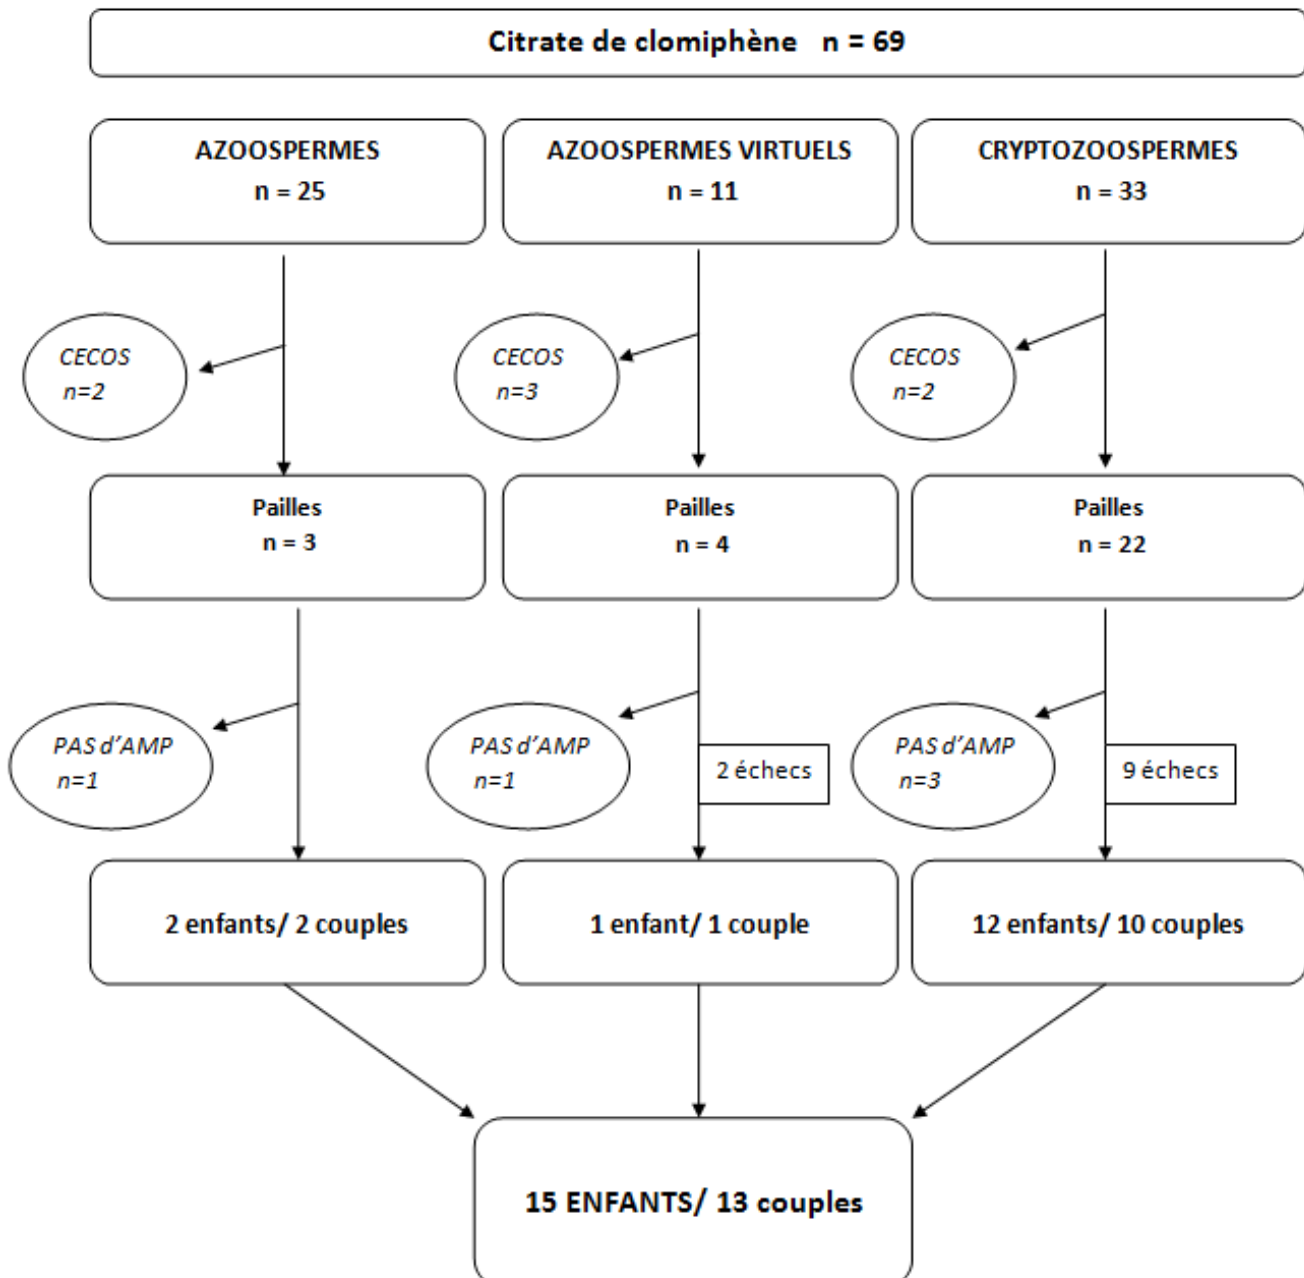 Citrate de clomiphène n = 69
AZOOSPERMES
n = 25
AZOOSPERMES VIRTUELS
n = 11
CRYPTOZOOSPERMES
n = 33
CECOS
n=2
CECOS
n=3
CECOS
n=2
Pailles
n = 3
Pailles
n = 4
Pailles
n = 22
PAS d'AMP
n=1
PAS d'AMP
n=1
2 échecs
PAS d'AMP
n=3
9 échecs
2 enfants/ 2 couples
1 enfant/ 1 couple
12 enfants/ 10 couples
15 ENFANTS/ 13 couples